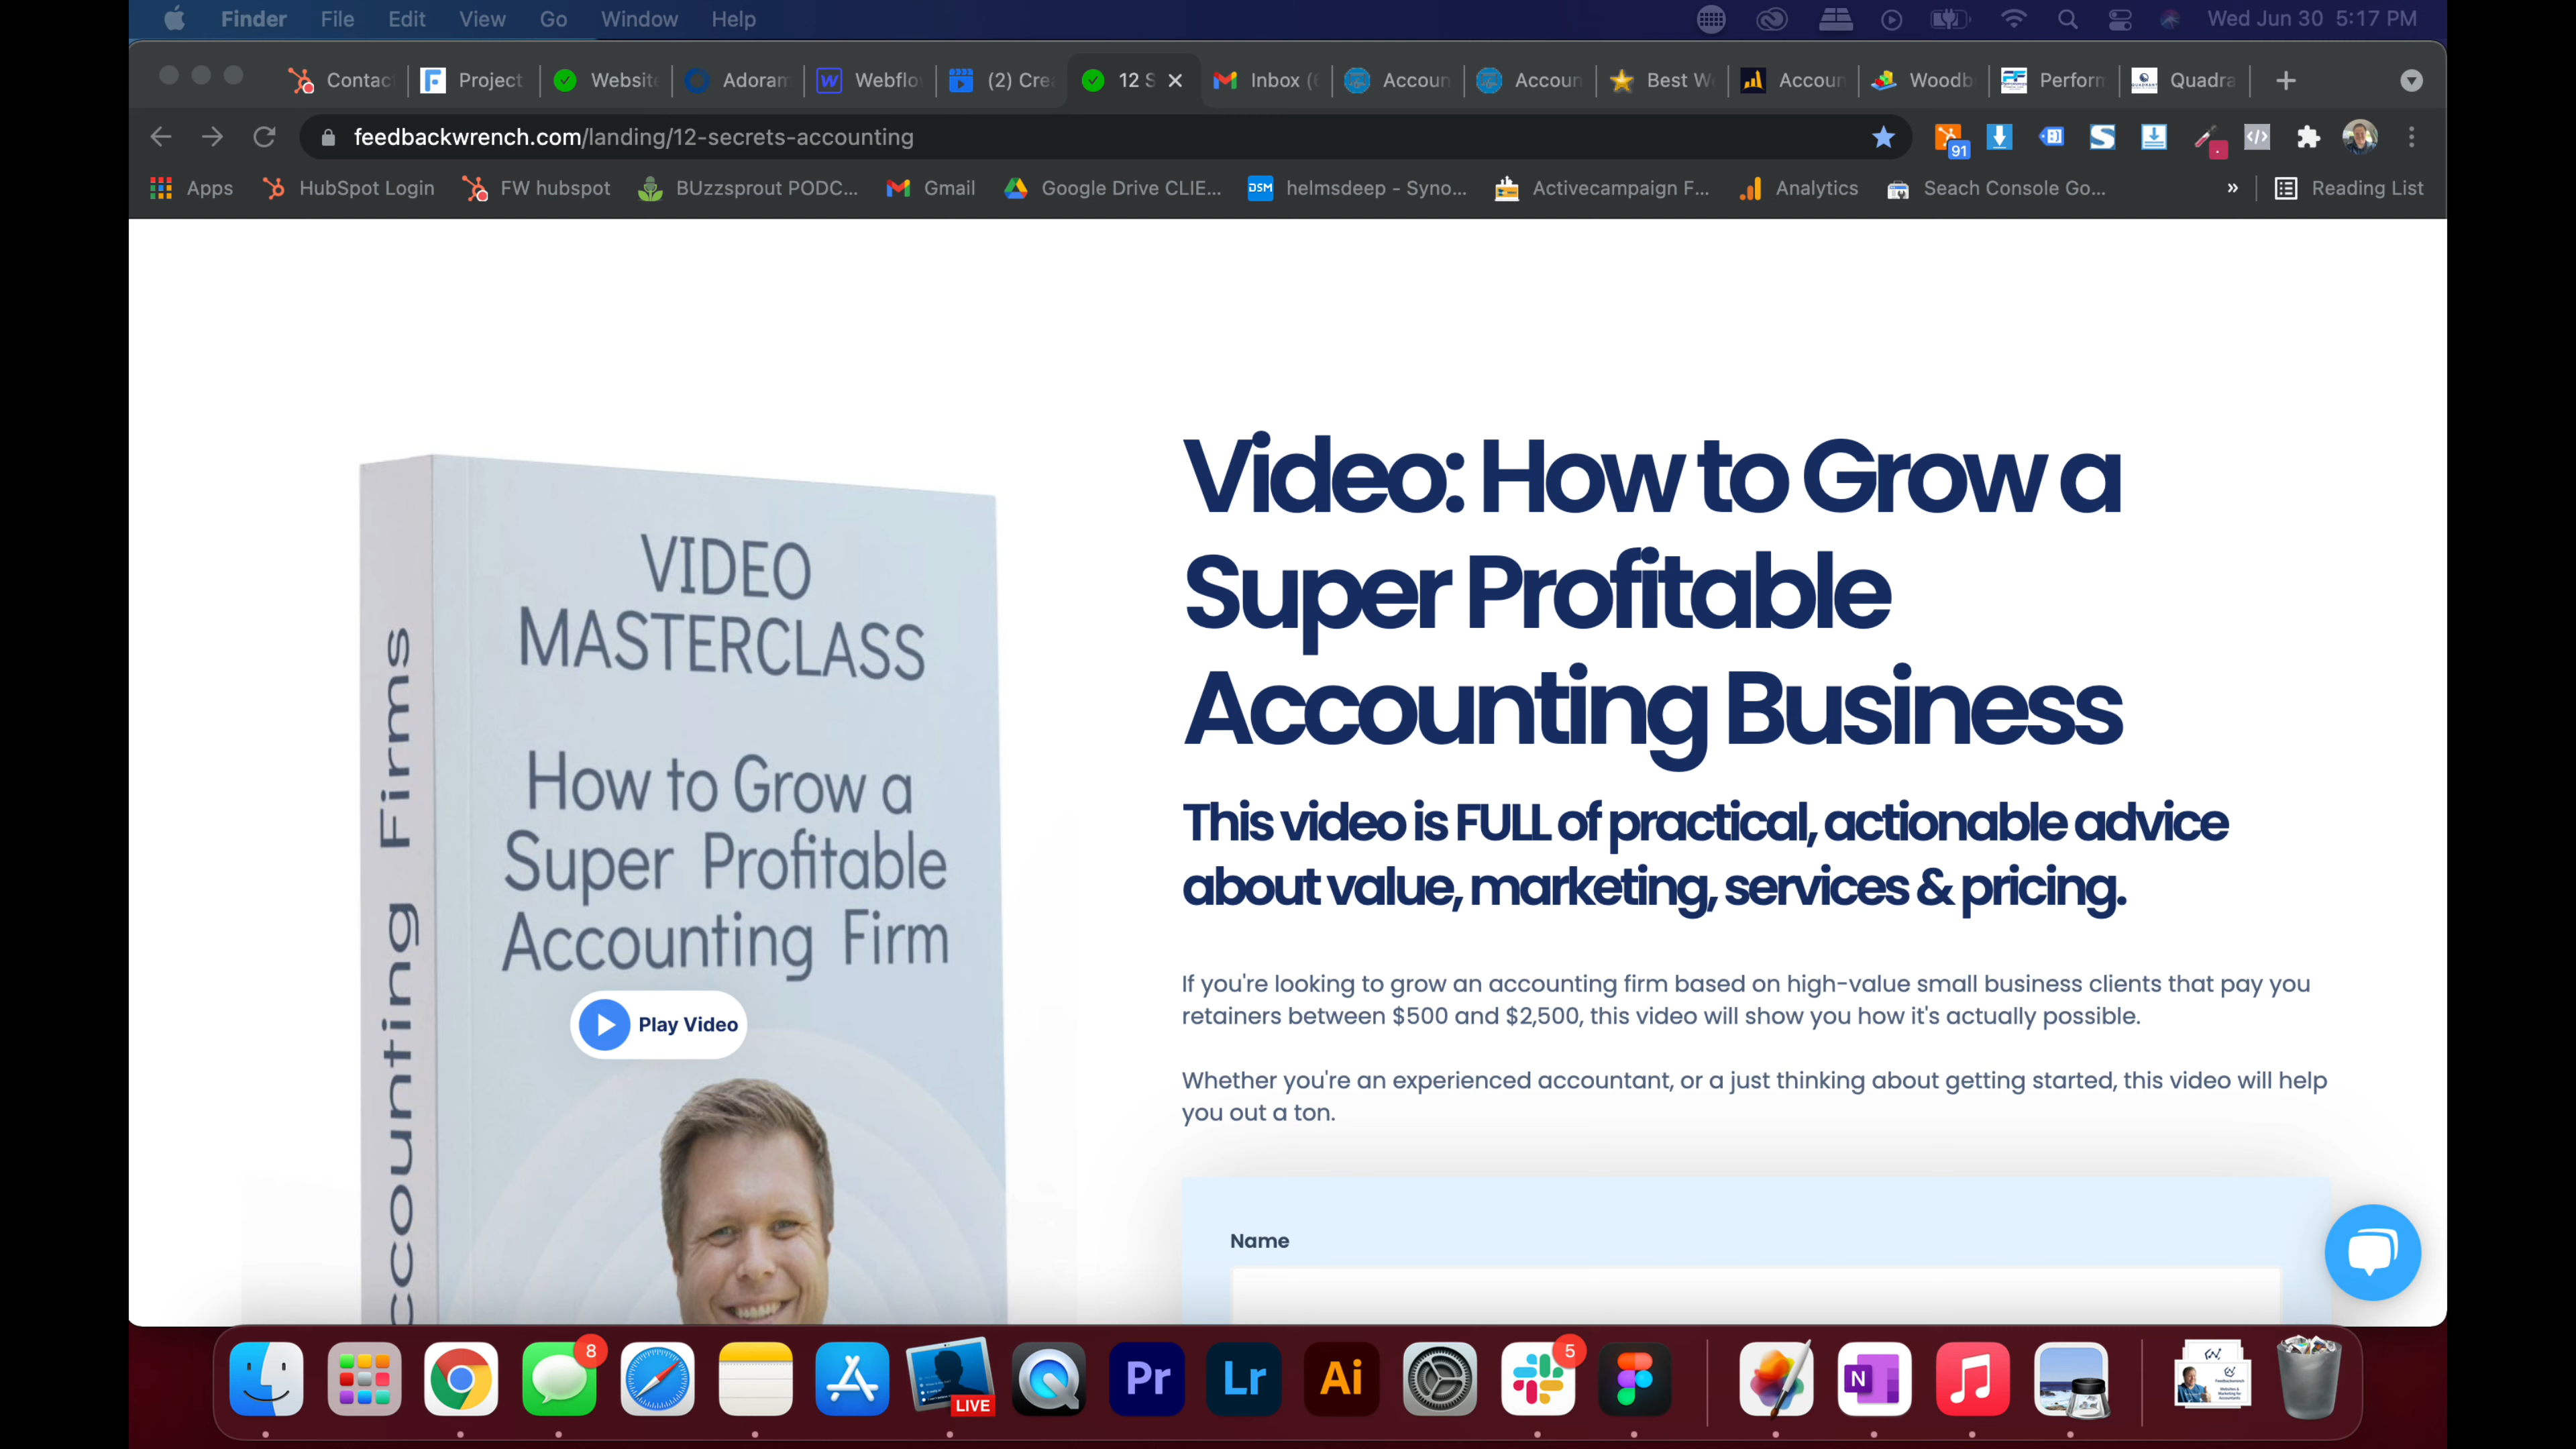 Finder File Edit View Go Window Help Wed Jun 30 5:17 PM
Contac Project Website Adoram Webflo (2) Cre 12 S Inbox ( Accoun Accoun Best W Accoun Woodb Perform Quadra
feedbackwrench.com/landing/12-secrets-accounting
91
Apps HubSpot Login FW hubspot BUzzsprout PODC... Gmail Google Drive CLIE... DSM helmsdeep - Syno... Activecampaign F... Analytics Seach Console Go... » Reading List
VIDEO
MASTERCLASS
How to Grow a
Super Profitable
Accounting Firm
Play Video
ccounting Firms
Video: How to Grow a
Super Profitable
Accounting Business
This video is FULL of practical, actionable advice
about value, marketing, services & pricing.
If you're looking to grow an accounting firm based on high-value small business clients that pay you
retainers between $500 and $2,500, this video will show you how it's actually possible.
Whether you're an experienced accountant, or a just thinking about getting started, this video will help
you out a ton.
Name
8 LIVE Pr Lr Ai 5 N